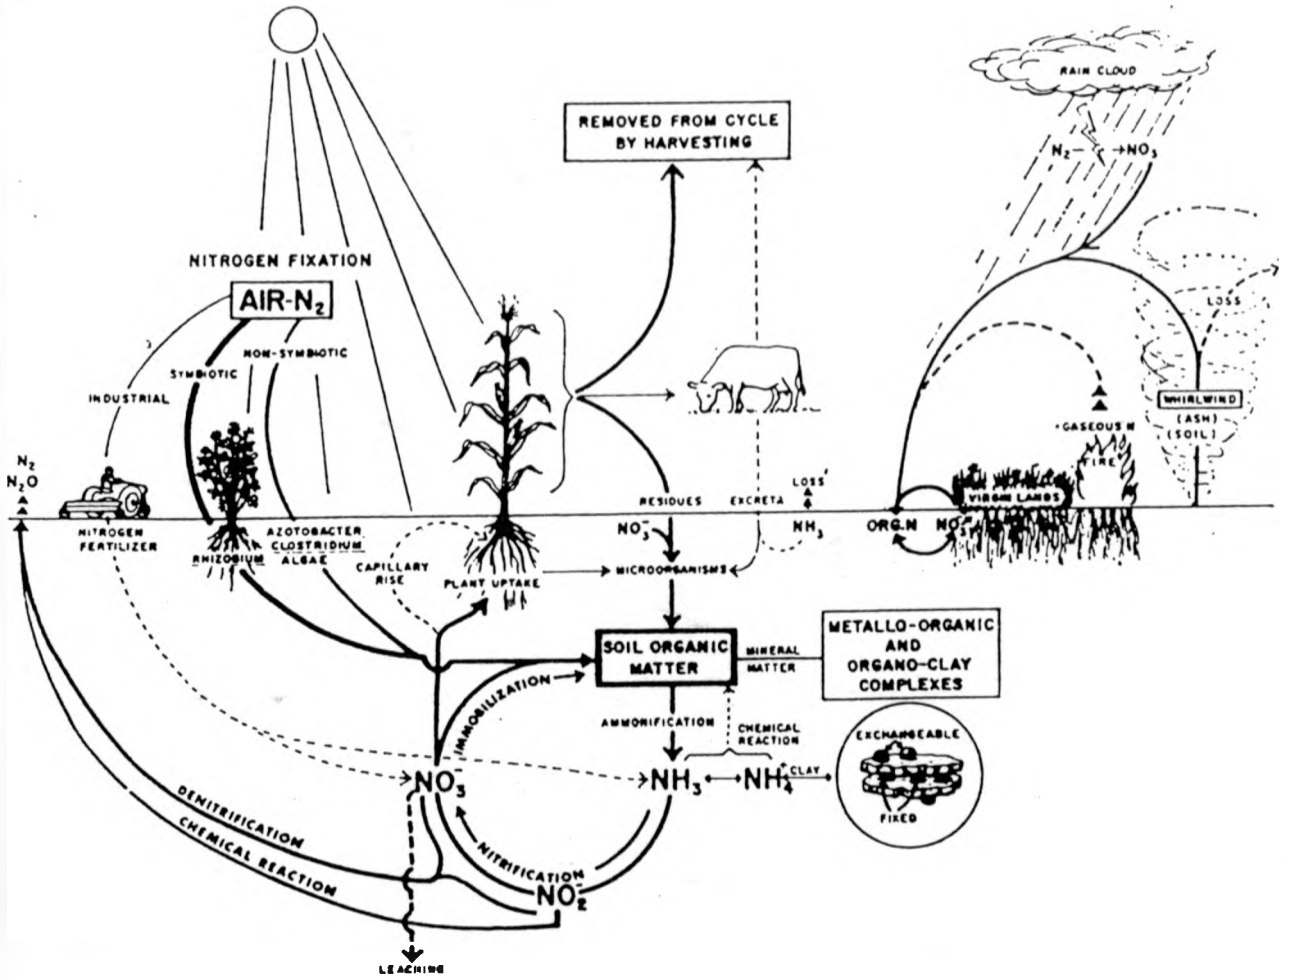 RAIN CLOUD
REMOVED FROM CYCLE
BY HARVESTING
N₂ → NO₃
NITROGEN FIXATION
AIR-N₂
LOSS
NON-SYMBIOTIC
SYMBIOTIC
INDUSTRIAL
WHIRLWIND
(ASH)
(SOIL)
GASEOUS N
FIRE
N₂
N₂O
RESIDUES
EXCRETA
LOSS
VIRGIN LANDS
NITROGEN
FERTILIZER
RHIZOBIUM
AZOTOBACTER
CLOSTRIDIUM
ALGAE
CAPILLARY
RISE
PLANT UPTAKE
NO₃
NH₃
ORG.N
NO₃⁻
MICROORGANISMS
SOIL ORGANIC
MATTER
MINERAL
MATTER
METALLO-ORGANIC
AND
ORGANO-CLAY
COMPLEXES
IMMOBILIZATION
AMMORIFICATION
CHEMICAL
REACTION
EXCHANGEABLE
FIXED
NO₃⁻
NH₃
NH₄⁺
CLAY
DENITRIFICATION
CHEMICAL REACTION
NITRIFICATION
NO₂⁻
LEACHING